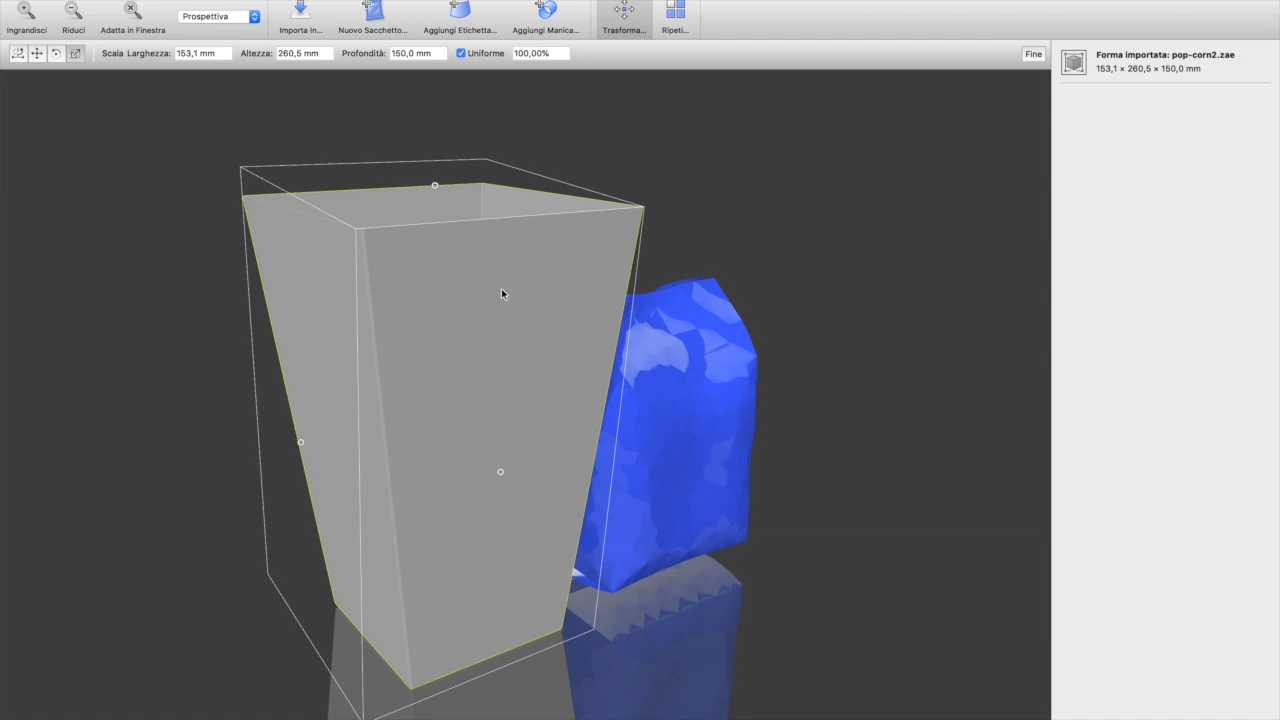 Ingrandisci
Riduci
Adatta in Finestra
Prospettiva
Importa In...
Nuovo Sacchetto...
Aggiungi Etichetta...
Aggiungi Manica...
Trasforma...
Ripeti...
Scala Larghezza: 153,1 mm Altezza: 260,5 mm Profondità: 150,0 mm Uniforme 100,00% Fine
Forma importata: pop-corn2.zae
153,1 × 260,5 × 150,0 mm